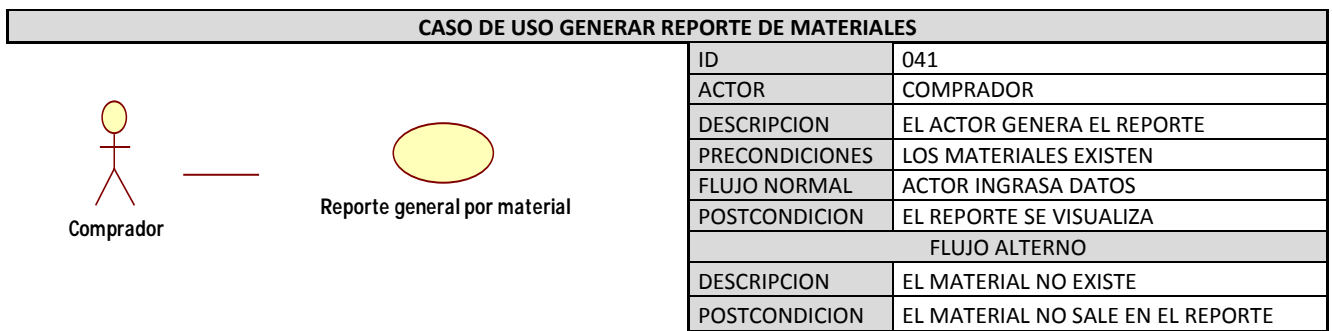 CASO DE USO GENERAR REPORTE DE MATERIALES
ID 041
ACTOR COMPRADOR
DESCRIPCION EL ACTOR GENERA EL REPORTE
PRECONDICIONES LOS MATERIALES EXISTEN
FLUJO NORMAL ACTOR INGRASA DATOS
POSTCONDICION EL REPORTE SE VISUALIZA
FLUJO ALTERNO
DESCRIPCION EL MATERIAL NO EXISTE
POSTCONDICION EL MATERIAL NO SALE EN EL REPORTE
Comprador
Reporte general por material